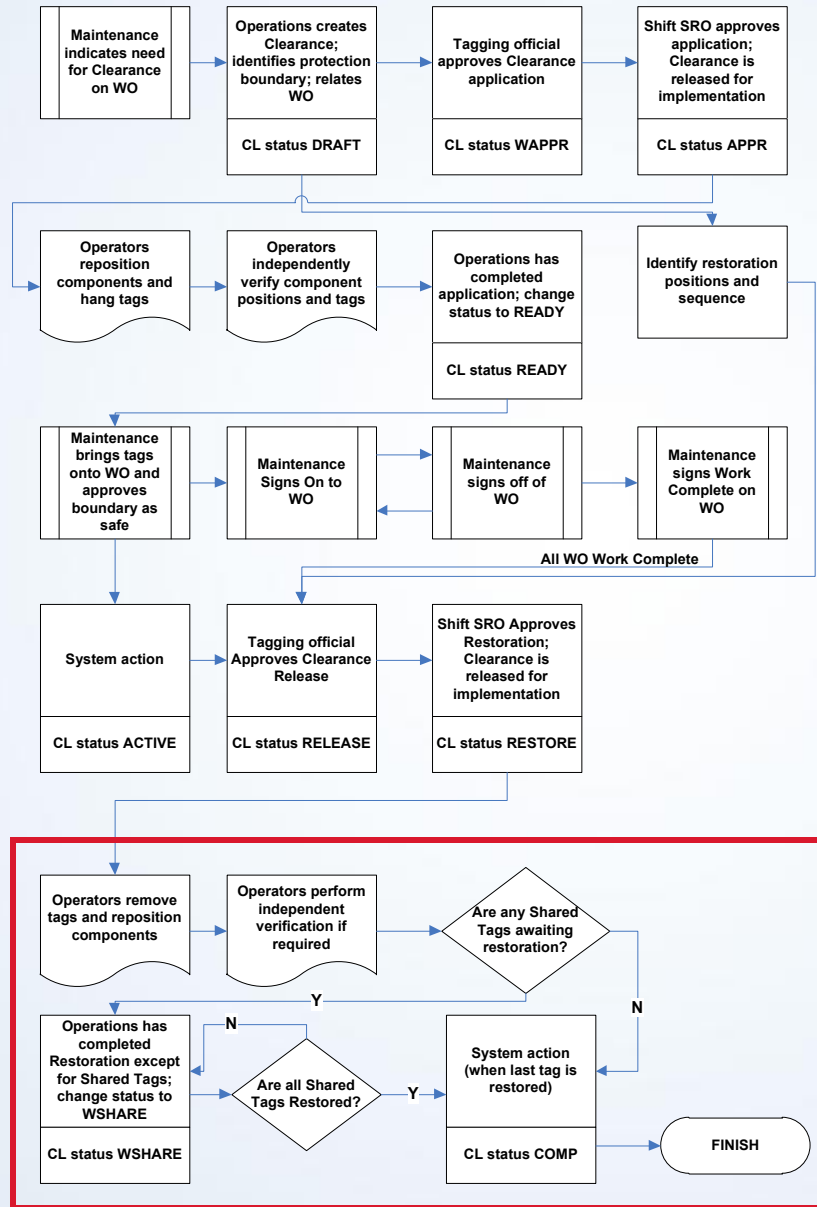 Maintenance
indicates need
for Clearance
on WO
Operations creates
Clearance;
identifies protection
boundary; relates
WO
CL status DRAFT
Tagging official
approves Clearance
application
CL status WAPPR
Shift SRO approves
application;
Clearance is
released for
implementation
CL status APPR
Operators
reposition
components and
hang tags
Operators
independently
verify component
positions and tags
Operations has
completed
application; change
status to READY
CL status READY
Identify restoration
positions and
sequence
Maintenance
brings tags
onto WO and
approves
boundary as
safe
Maintenance
Signs On to
WO
Maintenance
signs off of
WO
Maintenance
signs Work
Complete on
WO
All WO Work Complete
System action
CL status ACTIVE
Tagging official
Approves Clearance
Release
CL status RELEASE
Shift SRO Approves
Restoration;
Clearance is
released for
implementation
CL status RESTORE
Operators remove
tags and reposition
components
Operators perform
independent
verification if
required
Are any Shared
Tags awaiting
restoration?
Y
N
Operations has
completed
Restoration except
for Shared Tags;
change status to
WSHARE
CL status WSHARE
N
Are all Shared
Tags Restored?
Y
System action
(when last tag is
restored)
CL status COMP
FINISH